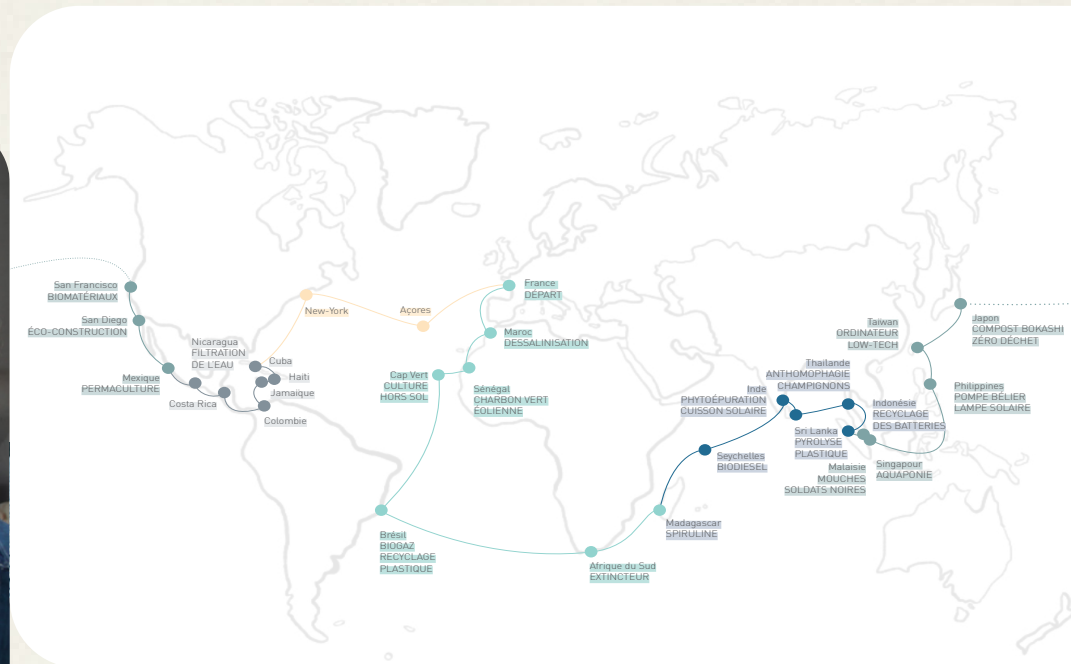 San Francisco
BIOMATÉRIAUX
San Diego
ÉCO-CONSTRUCTION
Mexique
PERMACULTURE
Nicaragua
FILTRATION
DE L'EAU
Costa Rica
Cuba
Haiti
Jamaique
Colombie
New-York
Açores
France
DÉPART
Maroc
DESSALINISATION
Cap Vert
CULTURE
HORS SOL
Sénégal
CHARBON VERT
ÉOLIENNE
Brésil
BIOGAZ
RECYCLAGE
PLASTIQUE
Afrique du Sud
EXTINCTEUR
Madagascar
SPIRULINE
Seychelles
BIODIESEL
Inde
PHYTOÉPURATION
CUISSON SOLAIRE
Sri Lanka
PYROLYSE
PLASTIQUE
Thailande
ANTHOMOPHAGIE
CHAMPIGNONS
Indonésie
RECYCLAGE
DES BATTERIES
Malaisie
MOUCHES
SOLDATS NOIRES
Singapour
AQUAPONIE
Philippines
POMPE BÉLIER
LAMPE SOLAIRE
Taiwan
ORDINATEUR
LOW-TECH
Japon
COMPOST BOKASHI
ZÉRO DÉCHET